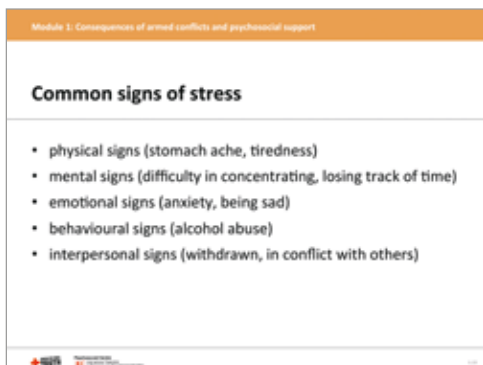 Module 1: Consequences of armed conflicts and psychosocial support
Common signs of stress
• physical signs (stomach ache, tiredness)
• mental signs (difficulty in concentrating, losing track of time)
• emotional signs (anxiety, being sad)
• behavioural signs (alcohol abuse)
• interpersonal signs (withdrawn, in conflict with others)
Psychosocial Centre